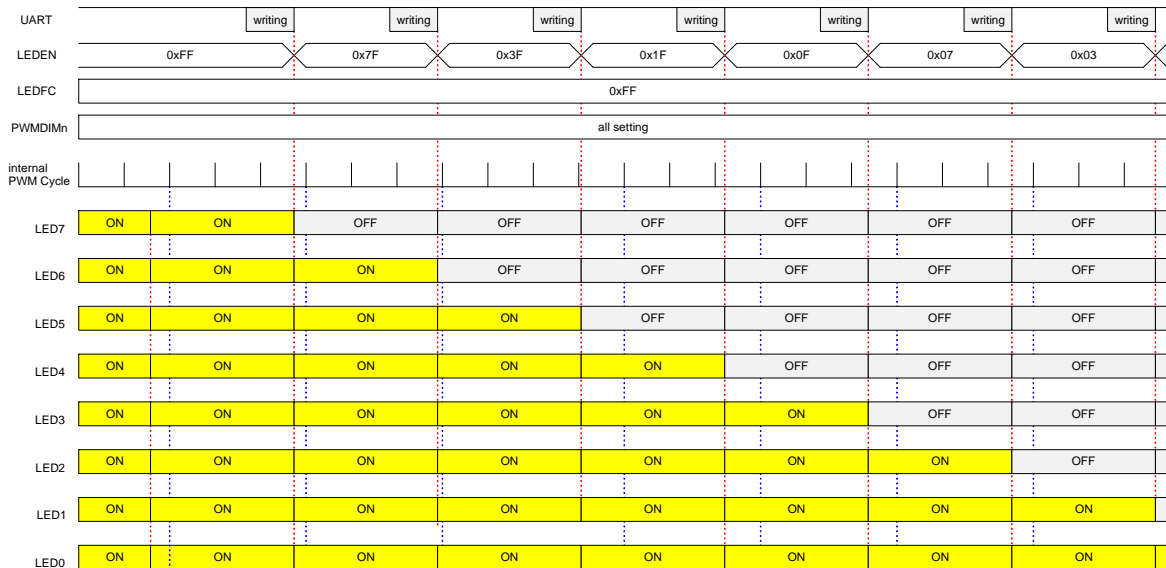 UART writing writing writing writing writing writing writing
LEDEN 0xFF 0x7F 0x3F 0x1F 0x0F 0x07 0x03
LEDFC 0xFF
PWMDIMn all setting
internal
PWM Cycle
LED7 ON ON OFF OFF OFF OFF OFF OFF
LED6 ON ON ON OFF OFF OFF OFF OFF
LED5 ON ON ON ON OFF OFF OFF OFF
LED4 ON ON ON ON ON OFF OFF OFF
LED3 ON ON ON ON ON ON OFF OFF
LED2 ON ON ON ON ON ON ON OFF
LED1 ON ON ON ON ON ON ON ON
LED0 ON ON ON ON ON ON ON ON